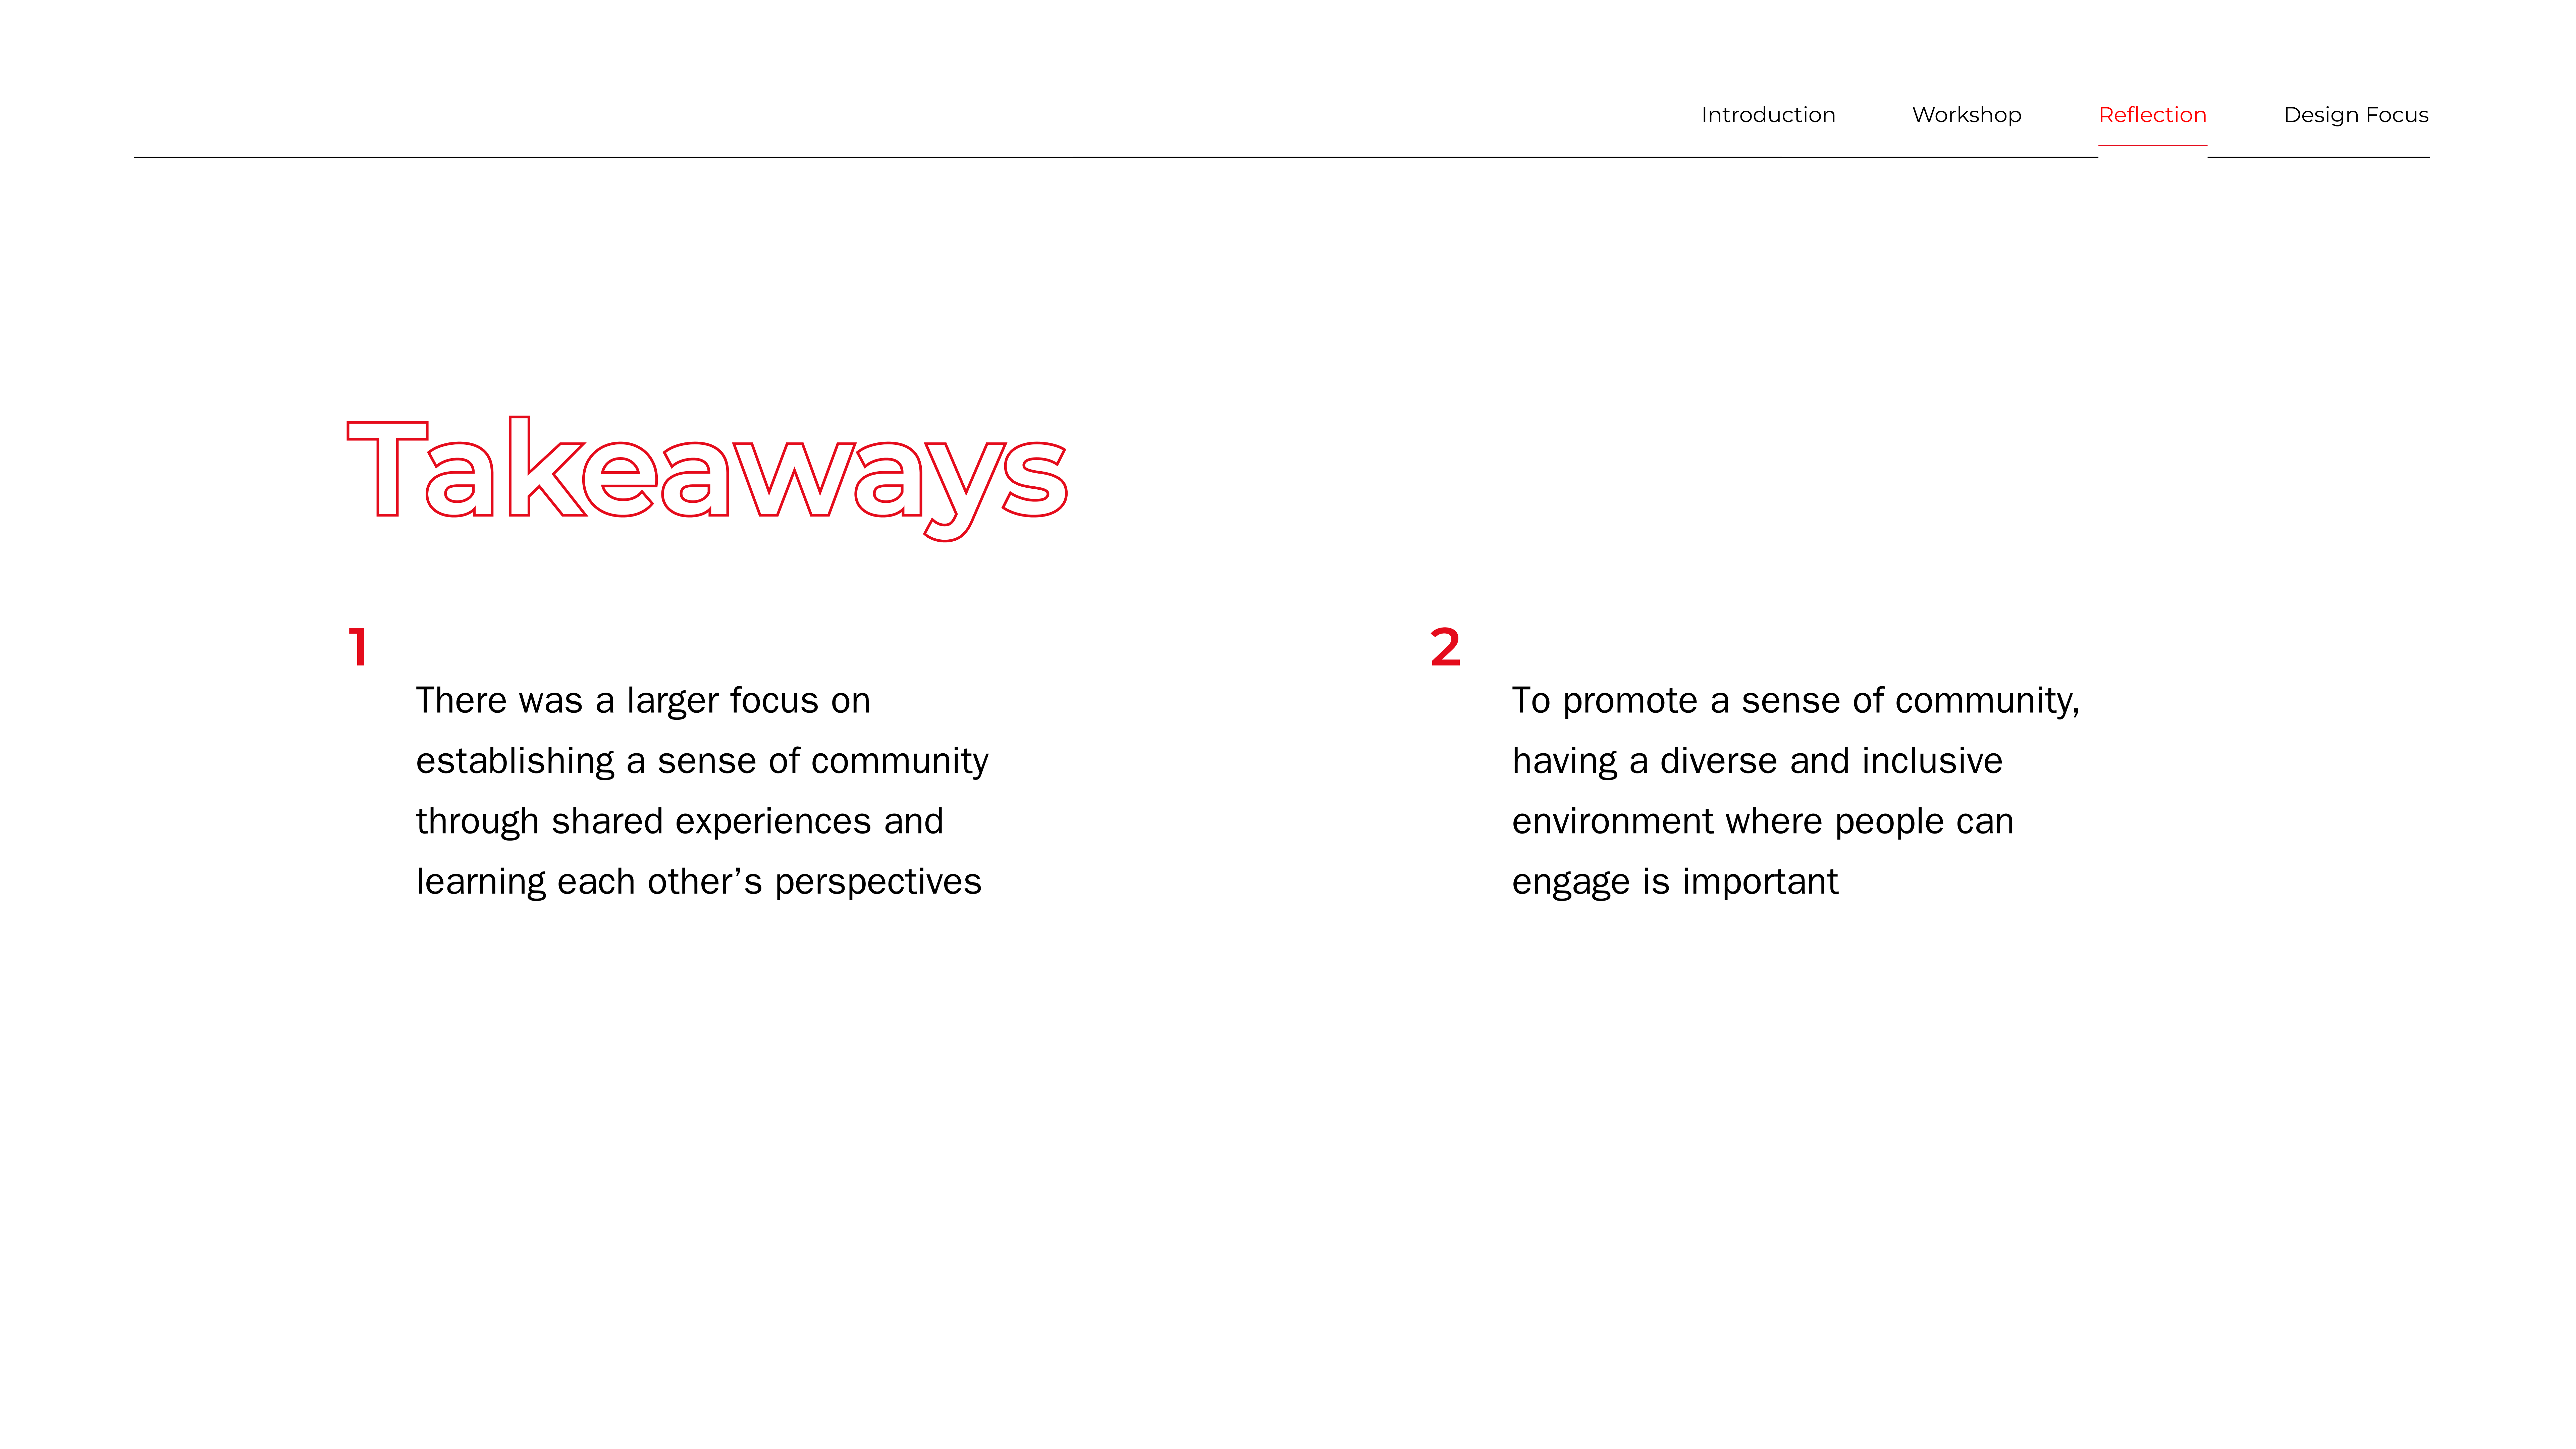 Introduction Workshop Reflection Design Focus
Takeaways
1
There was a larger focus on
establishing a sense of community
through shared experiences and
learning each other’s perspectives
2
To promote a sense of community,
having a diverse and inclusive
environment where people can
engage is important